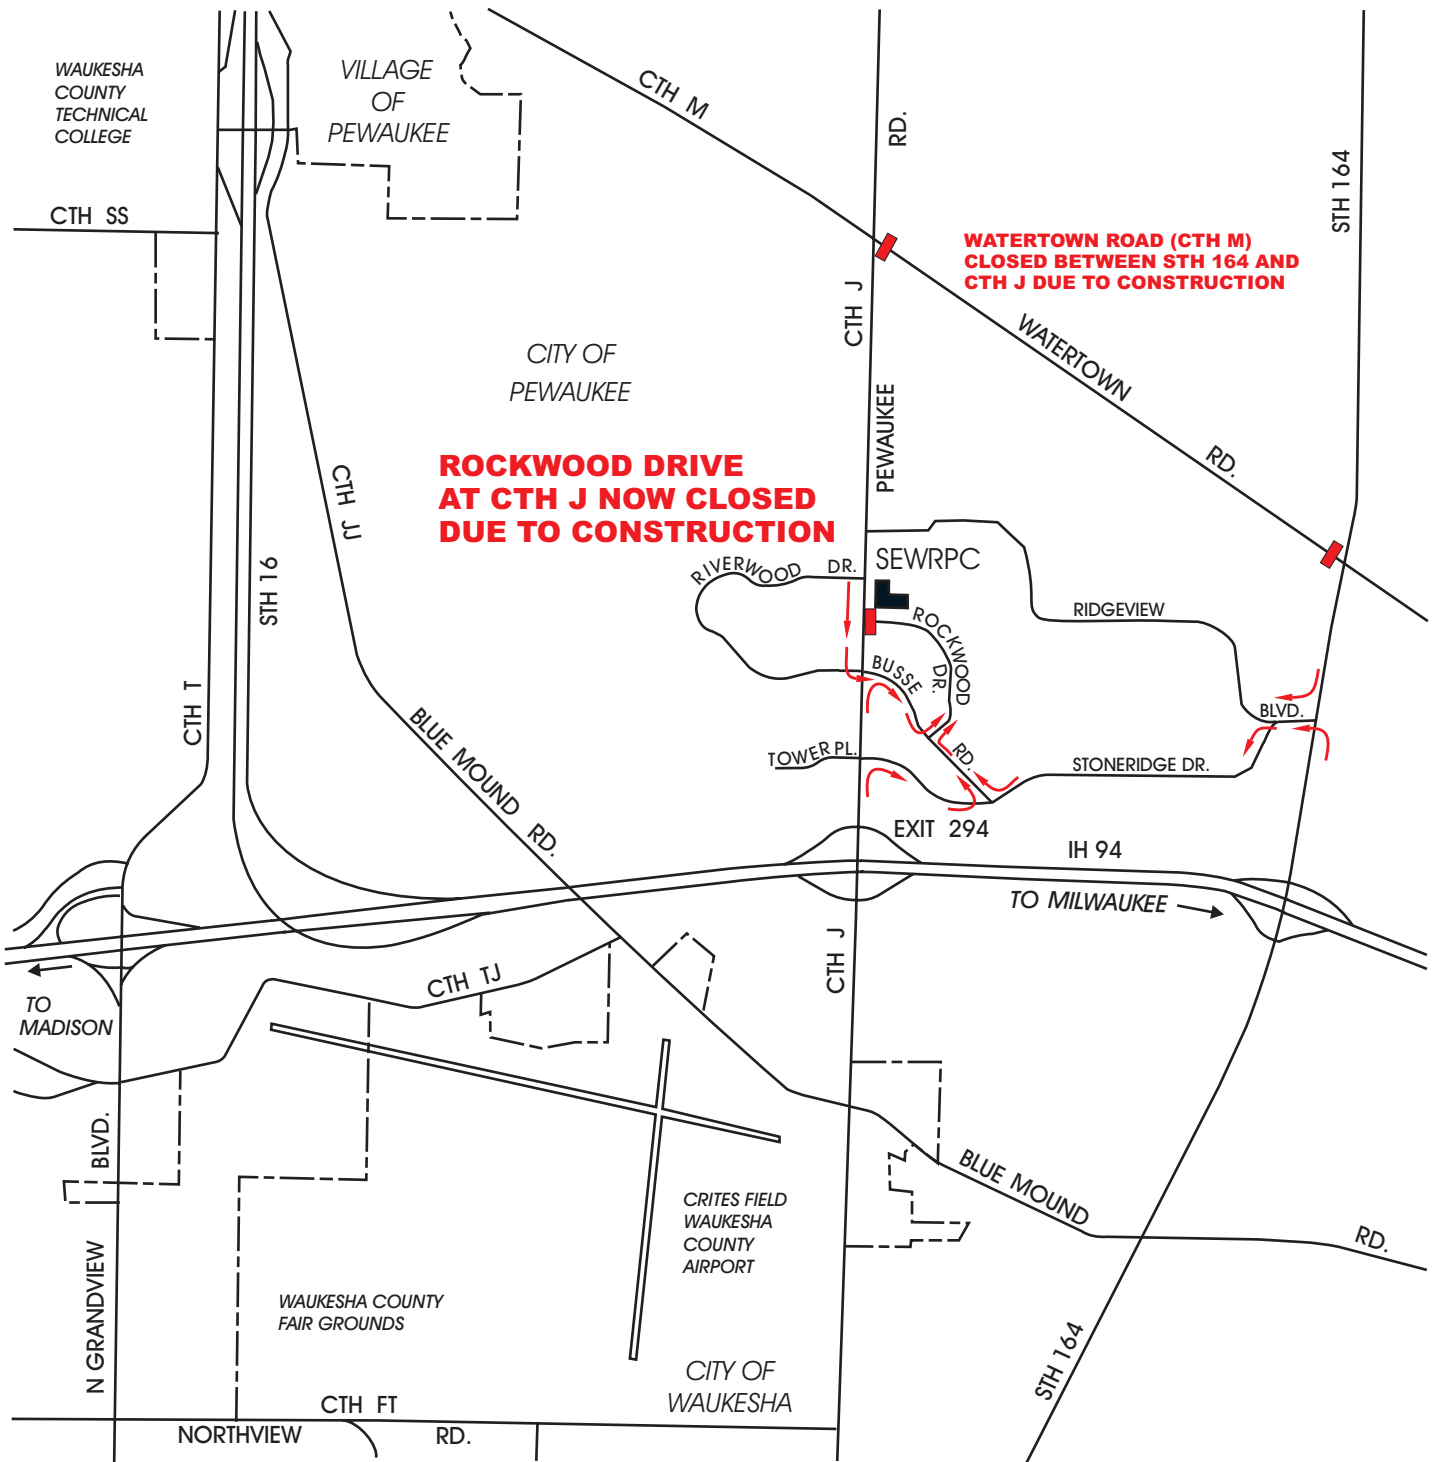 WAUKESHA
COUNTY
TECHNICAL
COLLEGE
VILLAGE
OF
PEWAUKEE
CTH M
RD.
STH 164
CTH SS
WATERTOWN ROAD (CTH M)
CLOSED BETWEEN STH 164 AND
CTH J DUE TO CONSTRUCTION
CTH J
WATERTOWN
RD.
CITY OF
PEWAUKEE
PEWAUKEE
ROCKWOOD DRIVE
AT CTH J NOW CLOSED
DUE TO CONSTRUCTION
CTH JJ
STH 16
RIVERWOOD DR.
SEWRPC
ROCKWOOD
DR.
RIDGEVIEW
BLVD.
BUSSE
RD.
CTH T
BLUE MOUND RD.
TOWER PL.
STONERIDGE DR.
EXIT 294
IH 94
TO MILWAUKEE
CTH J
CTH TJ
TO
MADISON
BLVD.
N GRANDVIEW
BLUE MOUND
RD.
CRITES FIELD
WAUKESHA
COUNTY
AIRPORT
WAUKESHA COUNTY
FAIR GROUNDS
CITY OF
WAUKESHA
STH 164
CTH FT
NORTHVIEW RD.